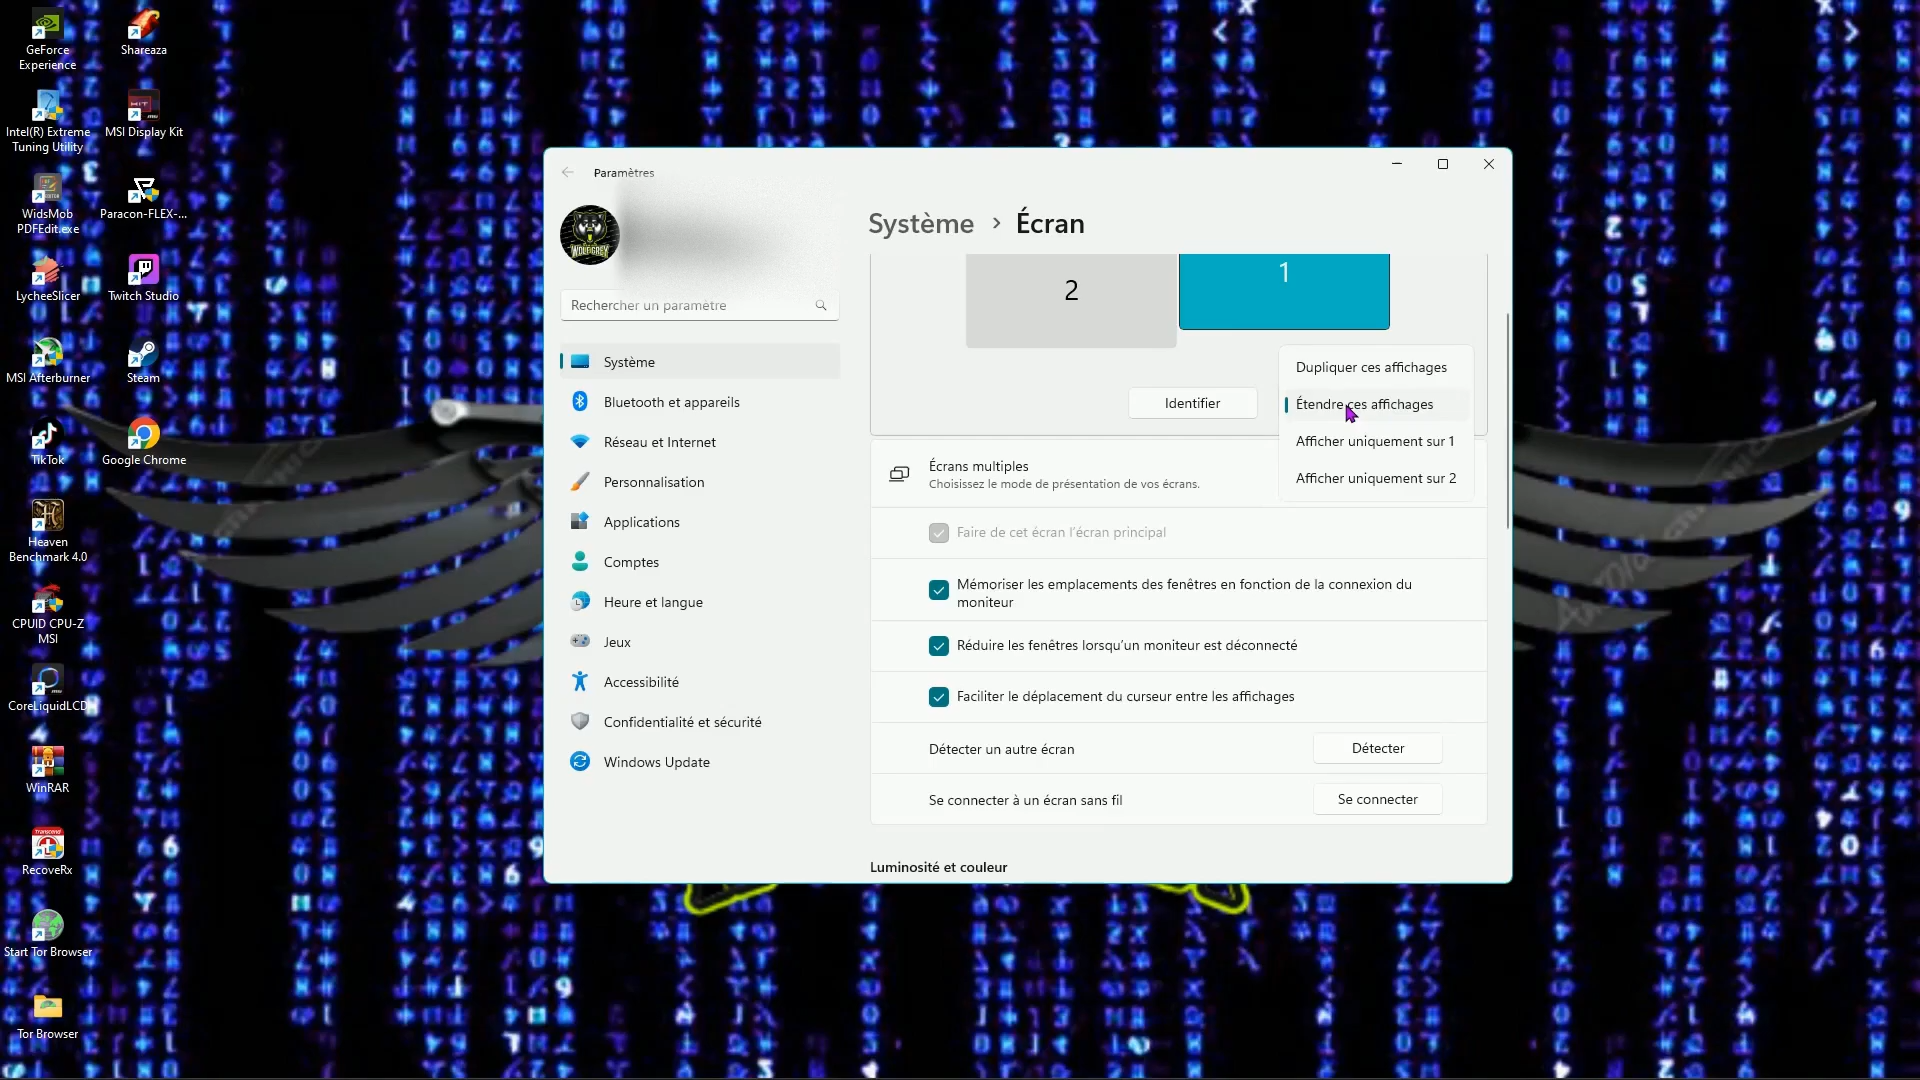 GeForce
Experience
Shareaza
Intel(R) Extreme
Tuning Utility
MSI Display Kit
WidsMob
PDFEdit.exe
Paracon-FLEX-...
LycheeSlicer
Twitch Studio
MSI Afterburner
Steam
TikTok
Google Chrome
Heaven
Benchmark 4.0
CPUID CPU-Z
MSI
CoreLiquidLCD
WinRAR
RecoveRx
Start Tor Browser
Tor Browser
Paramètres
WOLFGREY
Rechercher un paramètre
Système
Bluetooth et appareils
Réseau et Internet
Personnalisation
Applications
Comptes
Heure et langue
Jeux
Accessibilité
Confidentialité et sécurité
Windows Update
Système > Écran
2
1
Identifier
Dupliquer ces affichages
Étendre ces affichages
Afficher uniquement sur 1
Afficher uniquement sur 2
Écrans multiples
Choisissez le mode de présentation de vos écrans.
Faire de cet écran l'écran principal
Mémoriser les emplacements des fenêtres en fonction de la connexion du
moniteur
Réduire les fenêtres lorsqu'un moniteur est déconnecté
Faciliter le déplacement du curseur entre les affichages
Détecter un autre écran
Détecter
Se connecter à un écran sans fil
Se connecter
Luminosité et couleur